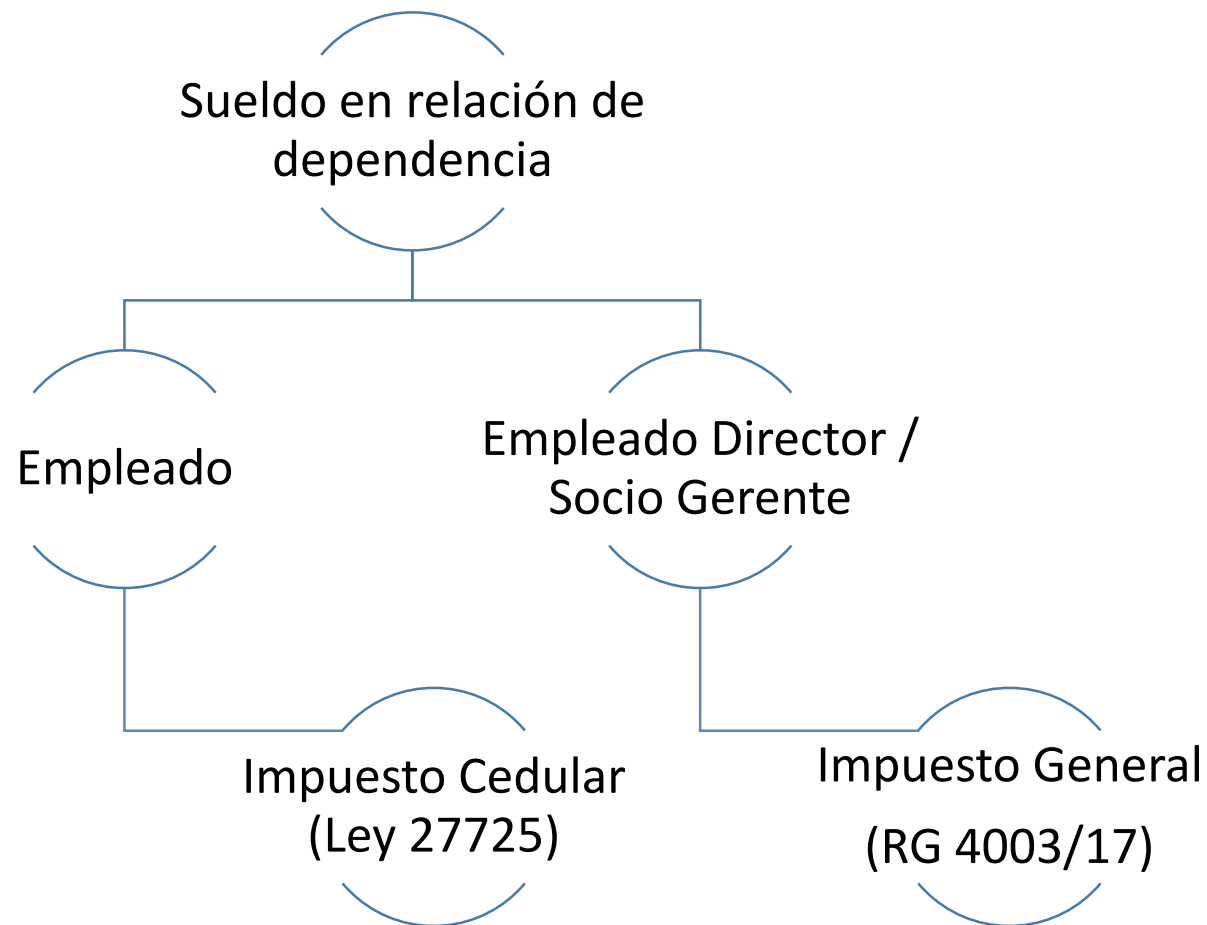 Sueldo en relación de
dependencia
Empleado
Empleado Director /
Socio Gerente
Impuesto Cedular
(Ley 27725)
Impuesto General
(RG 4003/17)